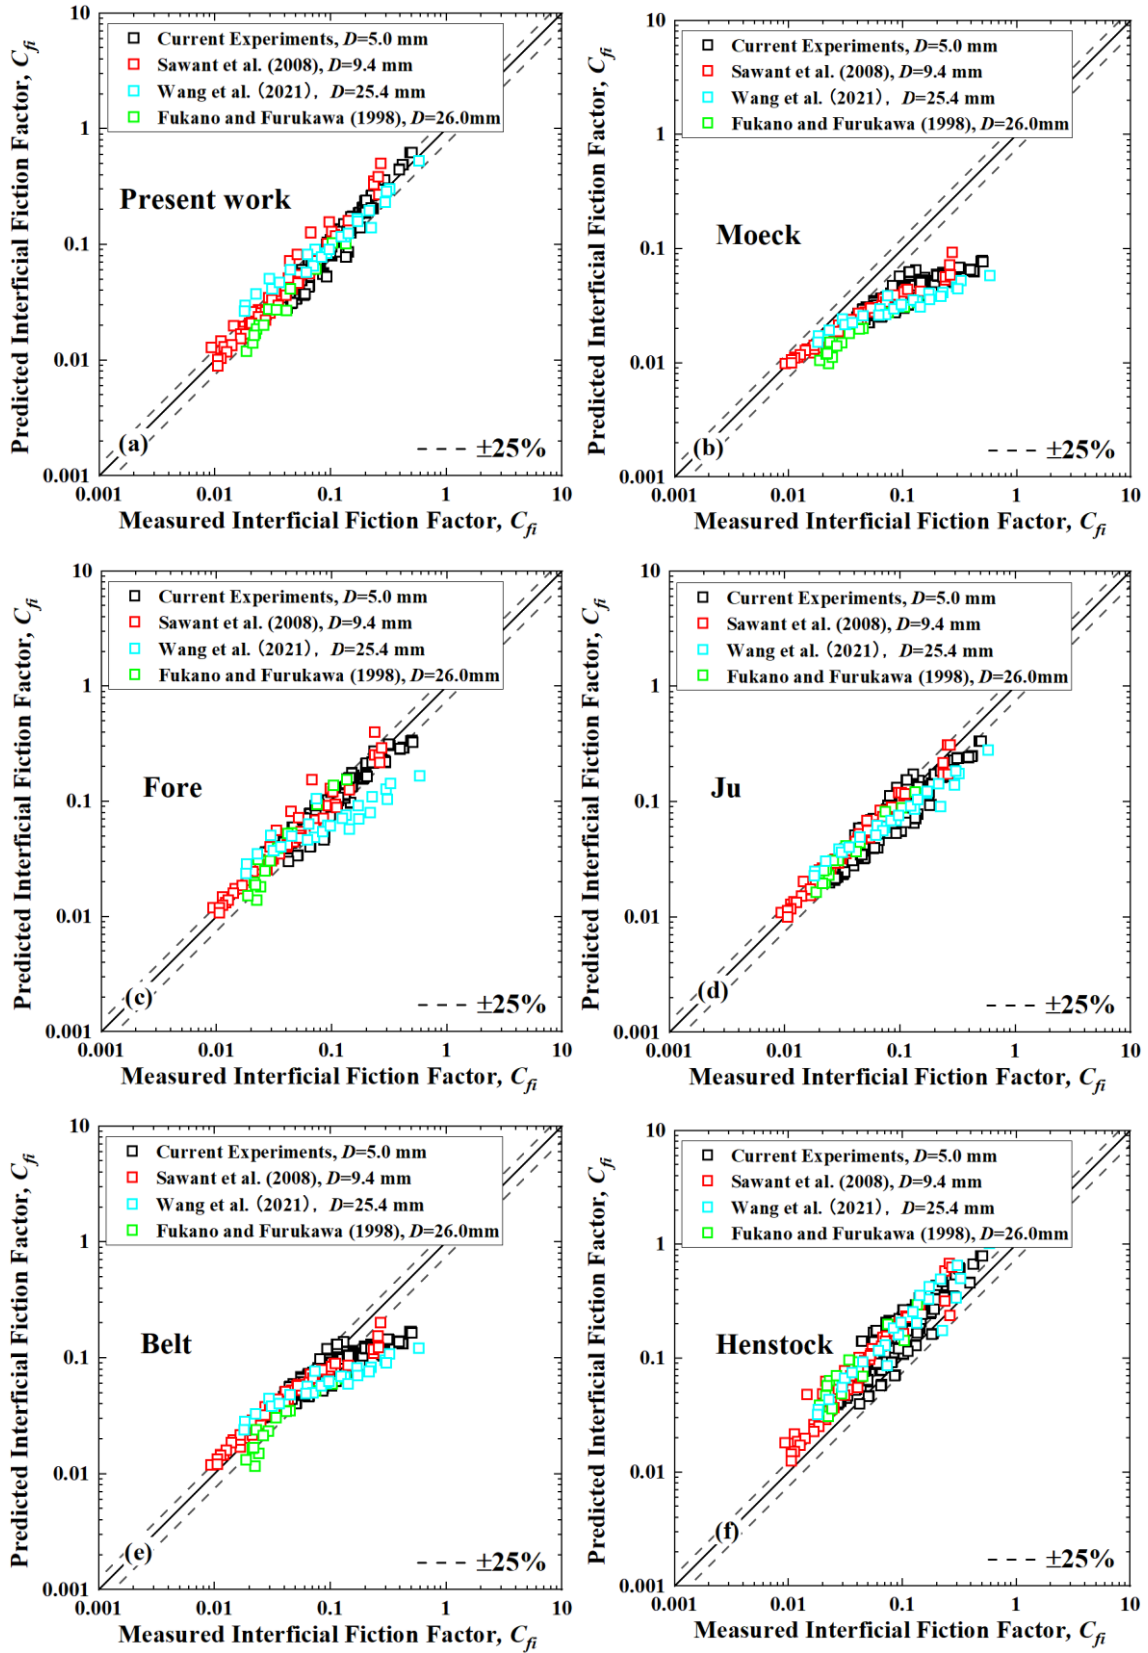 Predicted Interficial Fiction Factor, Cfi
10
1
0.1
0.01
0.001
Current Experiments, D=5.0 mm
Sawant et al. (2008), D=9.4 mm
Wang et al. (2021), D=25.4 mm
Fukano and Furukawa (1998), D=26.0mm
Present work
(a)
±25%
0.001 0.01 0.1 1 10
Measured Interficial Fiction Factor, Cfi
Predicted Interficial Fiction Factor, Cfi
10
1
0.1
0.01
0.001
Current Experiments, D=5.0 mm
Sawant et al. (2008), D=9.4 mm
Wang et al. (2021), D=25.4 mm
Fukano and Furukawa (1998), D=26.0mm
Moeck
(b)
±25%
0.001 0.01 0.1 1 10
Measured Interficial Fiction Factor, Cfi
Predicted Interficial Fiction Factor, Cfi
10
1
0.1
0.01
0.001
Current Experiments, D=5.0 mm
Sawant et al. (2008), D=9.4 mm
Wang et al. (2021), D=25.4 mm
Fukano and Furukawa (1998), D=26.0mm
Fore
(c)
±25%
0.001 0.01 0.1 1 10
Measured Interficial Fiction Factor, Cfi
Predicted Interficial Fiction Factor, Cfi
10
1
0.1
0.01
0.001
Current Experiments, D=5.0 mm
Sawant et al. (2008), D=9.4 mm
Wang et al. (2021), D=25.4 mm
Fukano and Furukawa (1998), D=26.0mm
Ju
(d)
±25%
0.001 0.01 0.1 1 10
Measured Interficial Fiction Factor, Cfi
Predicted Interficial Fiction Factor, Cfi
10
1
0.1
0.01
0.001
Current Experiments, D=5.0 mm
Sawant et al. (2008), D=9.4 mm
Wang et al. (2021), D=25.4 mm
Fukano and Furukawa (1998), D=26.0mm
Belt
(e)
±25%
0.001 0.01 0.1 1 10
Measured Interficial Fiction Factor, Cfi
Predicted Interficial Fiction Factor, Cfi
10
1
0.1
0.01
0.001
Current Experiments, D=5.0 mm
Sawant et al. (2008), D=9.4 mm
Wang et al. (2021), D=25.4 mm
Fukano and Furukawa (1998), D=26.0mm
Henstock
(f)
±25%
0.001 0.01 0.1 1 10
Measured Interficial Fiction Factor, Cfi